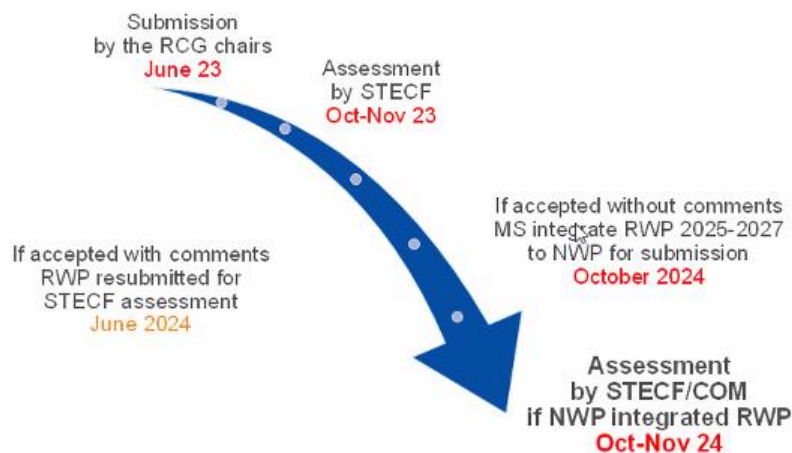 Submission
by the RCG chairs
June 23
Assessment
by STECF
Oct-Nov 23
If accepted without comments
MS integrate RWP 2025-2027
to NWP for submission
October 2024
If accepted with comments
RWP resubmitted for
STECF assessment
June 2024
Assessment
by STECF/COM
if NWP integrated RWP
Oct-Nov 24